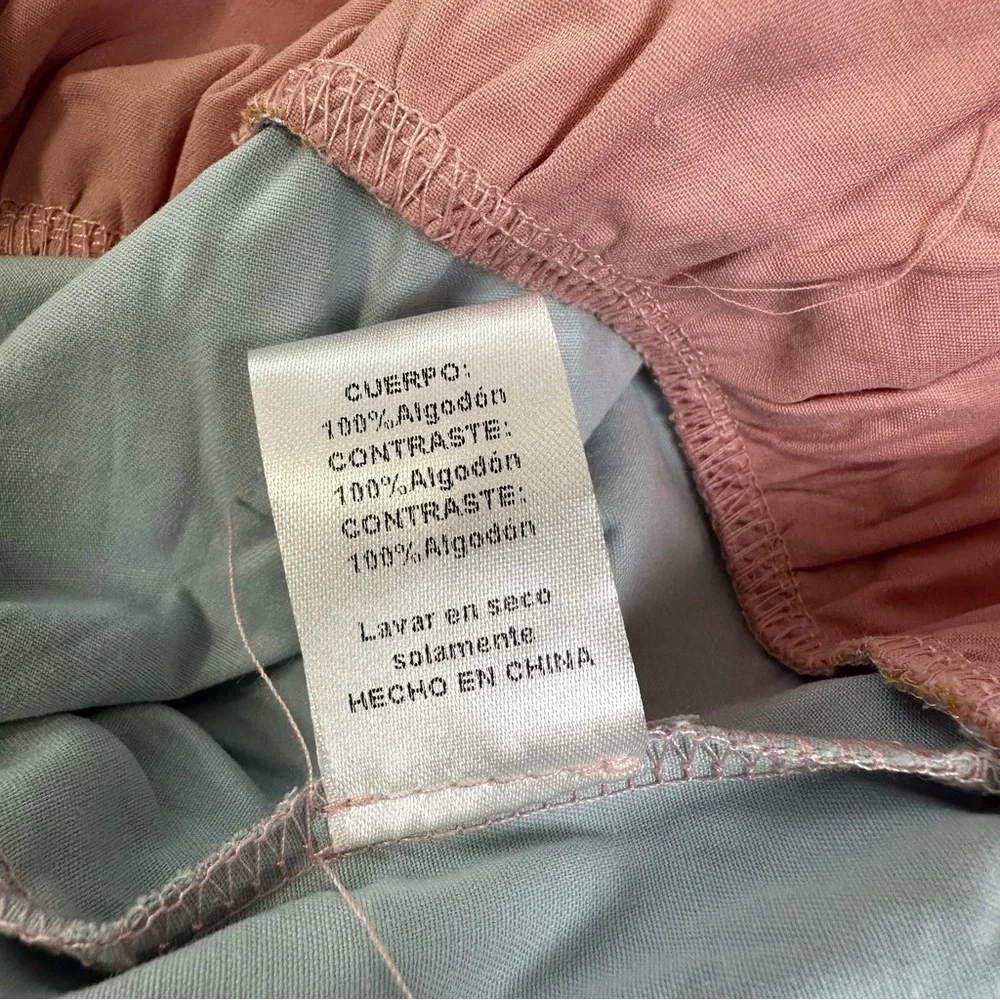 CUERPO:
100%Algodón
CONTRASTE:
100%Algodón
CONTRASTE:
100%Algodón
Lavar en seco
solamente
HECHO EN CHINA